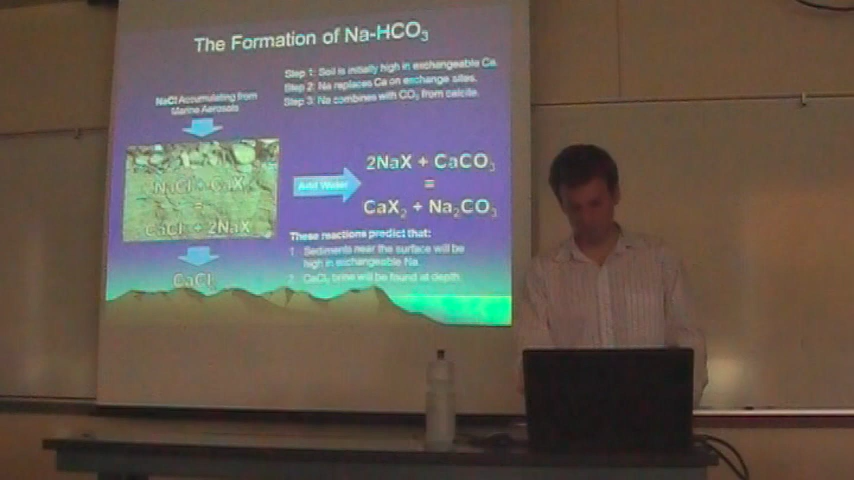 The Formation of Na-HCO3
Step 1: Soil is initially high in exchangeable Ca.
Step 2: Na replaces Ca on exchange sites.
Step 3: Na combines with CO3 from calcite.
NaCl Accumulating from
Marine Aerosols
2NaCl + CaX2
=
CaCl2 + 2NaX
CaCl2
Add Water
2NaX + CaCO3
=
CaX2 + Na2CO3
These reactions predict that:
1 Sediments near the surface will be
high in exchangeable Na.
2 CaCl2 brine will be found at depth.